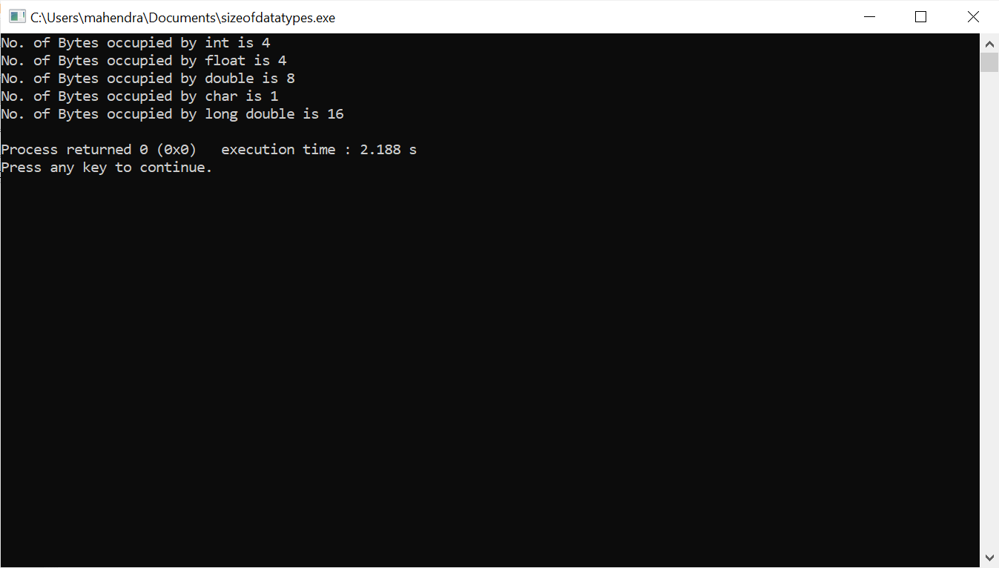 C:\Users\mahendra\Documents\sizeofdatatypes.exe
No. of Bytes occupied by int is 4
No. of Bytes occupied by float is 4
No. of Bytes occupied by double is 8
No. of Bytes occupied by char is 1
No. of Bytes occupied by long double is 16
Process returned 0 (0x0)   execution time : 2.188 s
Press any key to continue.